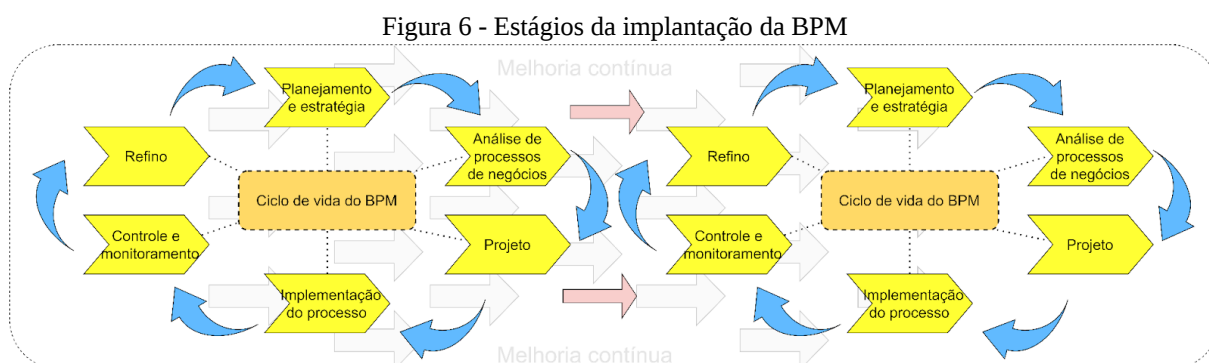 Figura 6 - Estágios da implantação da BPM
Melhoria contínua
Planejamento
e estratégia
Refino
Análise de
processos
de negócios
Ciclo de vida do BPM
Controle e
monitoramento
Projeto
Implementação
do processo
Planejamento
e estratégia
Refino
Análise de
processos
de negócios
Ciclo de vida do BPM
Controle e
monitoramento
Projeto
Implementação
do processo
Melhoria contínua